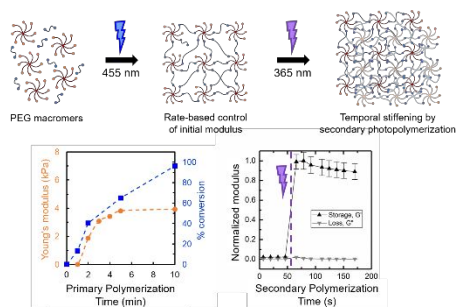 455 nm
365 nm
PEG macromers
Rate-based control
of initial modulus
Temporal stiffening by
secondary photopolymerization
Young's modulus (kPa)
8
6
4
2
0
100
80
60
40
20
0
% conversion
0
2
4
6
8
10
Primary Polymerization
Time (min)
Normalized modulus
1.0
0.8
0.6
0.4
0.2
0.0
Storage, G'
Loss, G"
0
50
100
150
200
Secondary Polymerization
Time (s)